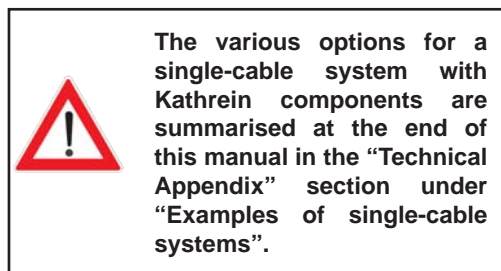 The various options for a
single-cable system with
Kathrein components are
summarised at the end of
this manual in the “Technical
Appendix” section under
“Examples of single-cable
systems”.